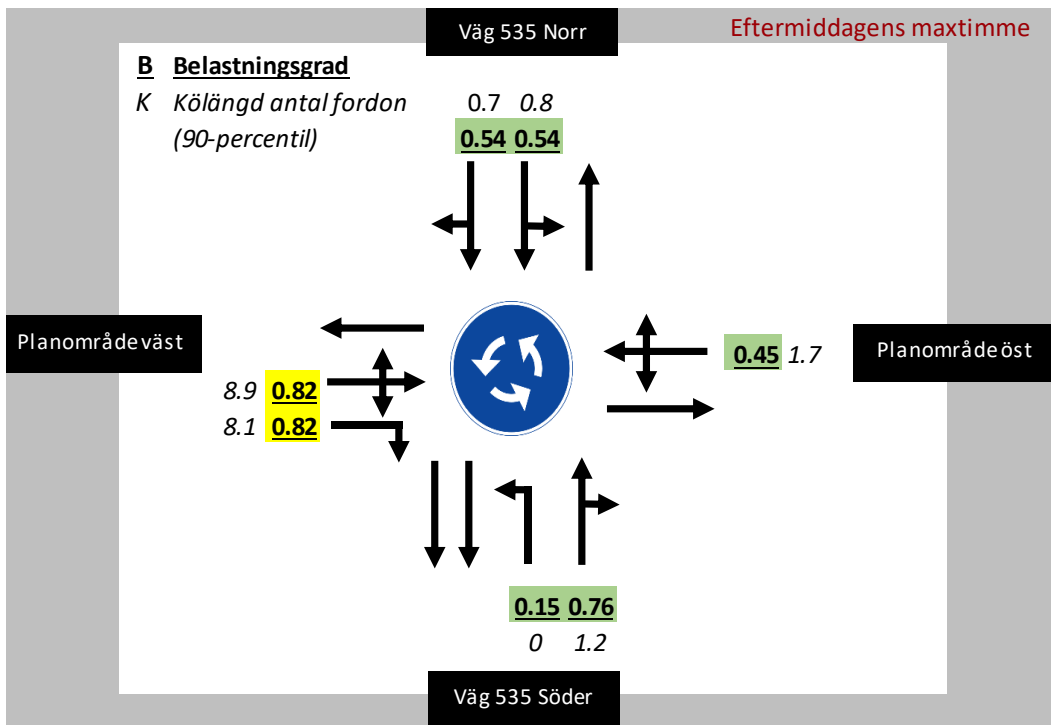 Väg 535 Norr
Eftermiddagens maxtimme
B Belastningsgrad
K Kölängd antal fordon
(90-percentil)
0.7 0.8
0.54 0.54
Planområde väst
8.9 0.82
8.1 0.82
0.45 1.7
Planområde öst
0.15 0.76
0 1.2
Väg 535 Söder